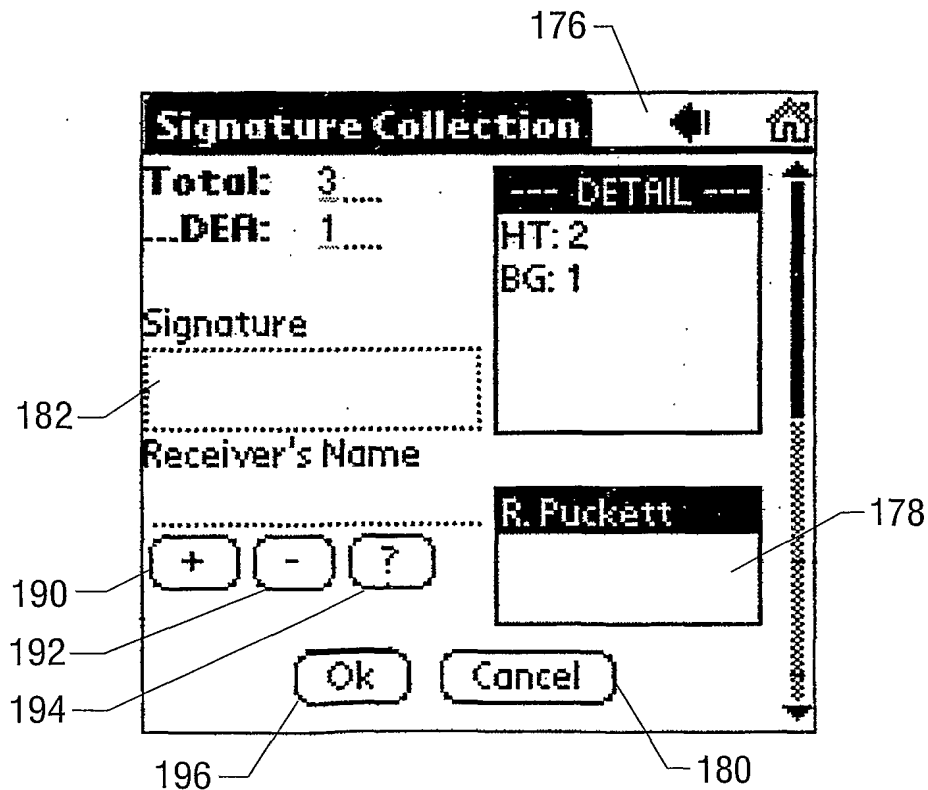 176
Signature Collection
Total: 3
--- DETAIL ---
...DEA: 1
HT: 2
BG: 1
Signature
182
Receiver's Name
R. Puckett
178
+ - ?
190
192
Ok Cancel
194
196
180